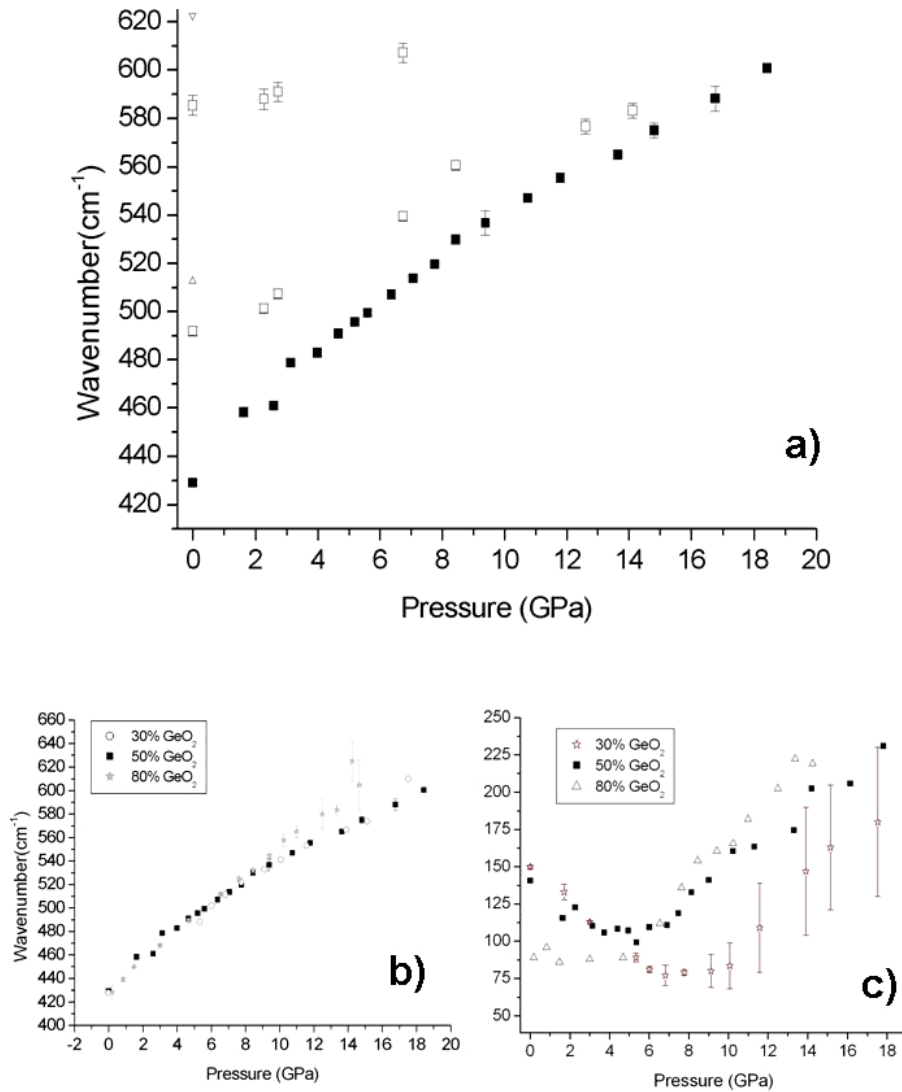 620
600
580
560
540
520
500
480
460
440
420
Wavenumber(cm⁻¹)
a)
0 2 4 6 8 10 12 14 16 18 20
Pressure (GPa)
660
640
620
600
580
560
540
520
500
480
460
440
420
400
Wavenumber(cm⁻¹)
30% GeO₂
50% GeO₂
80% GeO₂
b)
-2 0 2 4 6 8 10 12 14 16 18 20
Pressure (GPa)
250
225
200
175
150
125
100
75
50
30% GeO₂
50% GeO₂
80% GeO₂
c)
0 2 4 6 8 10 12 14 16 18
Pressure (GPa)